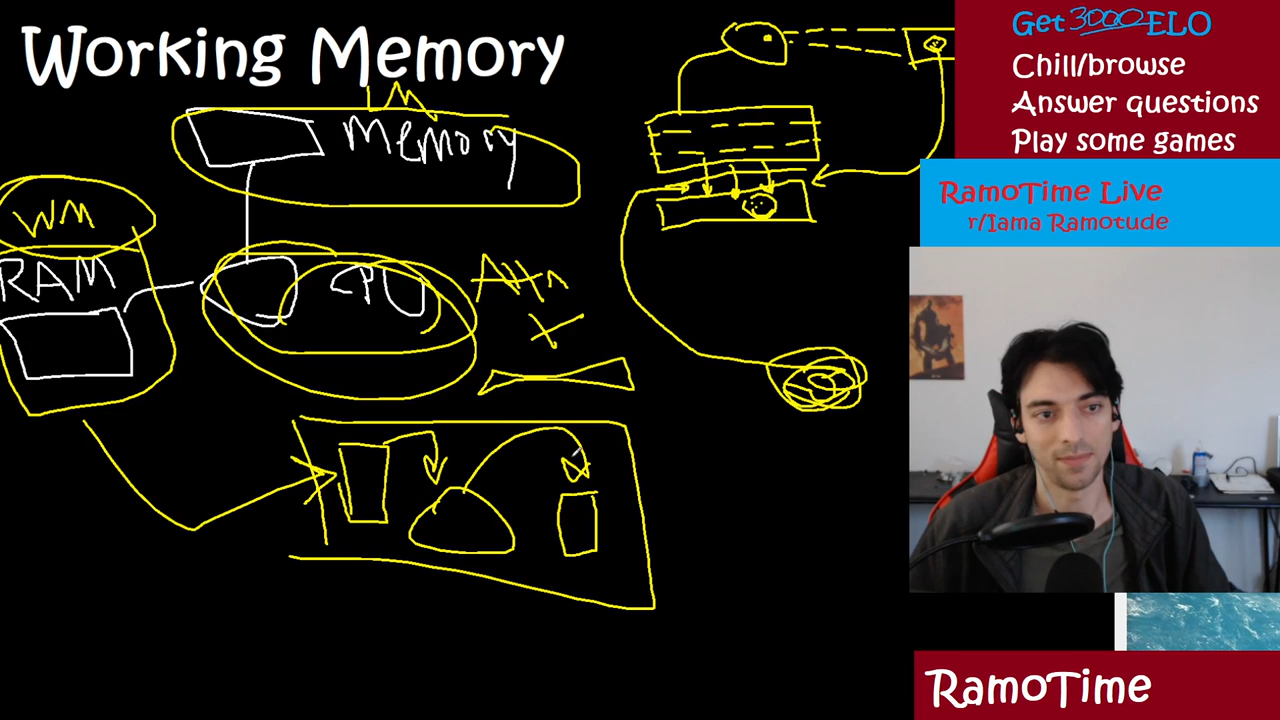 Working Memory
M
Memory
WM
RAM
CPU
Attn
Get 3000 ELO
Chill/browse
Answer questions
Play some games
RamoTime Live
r/Iama Ramotude
RamoTime